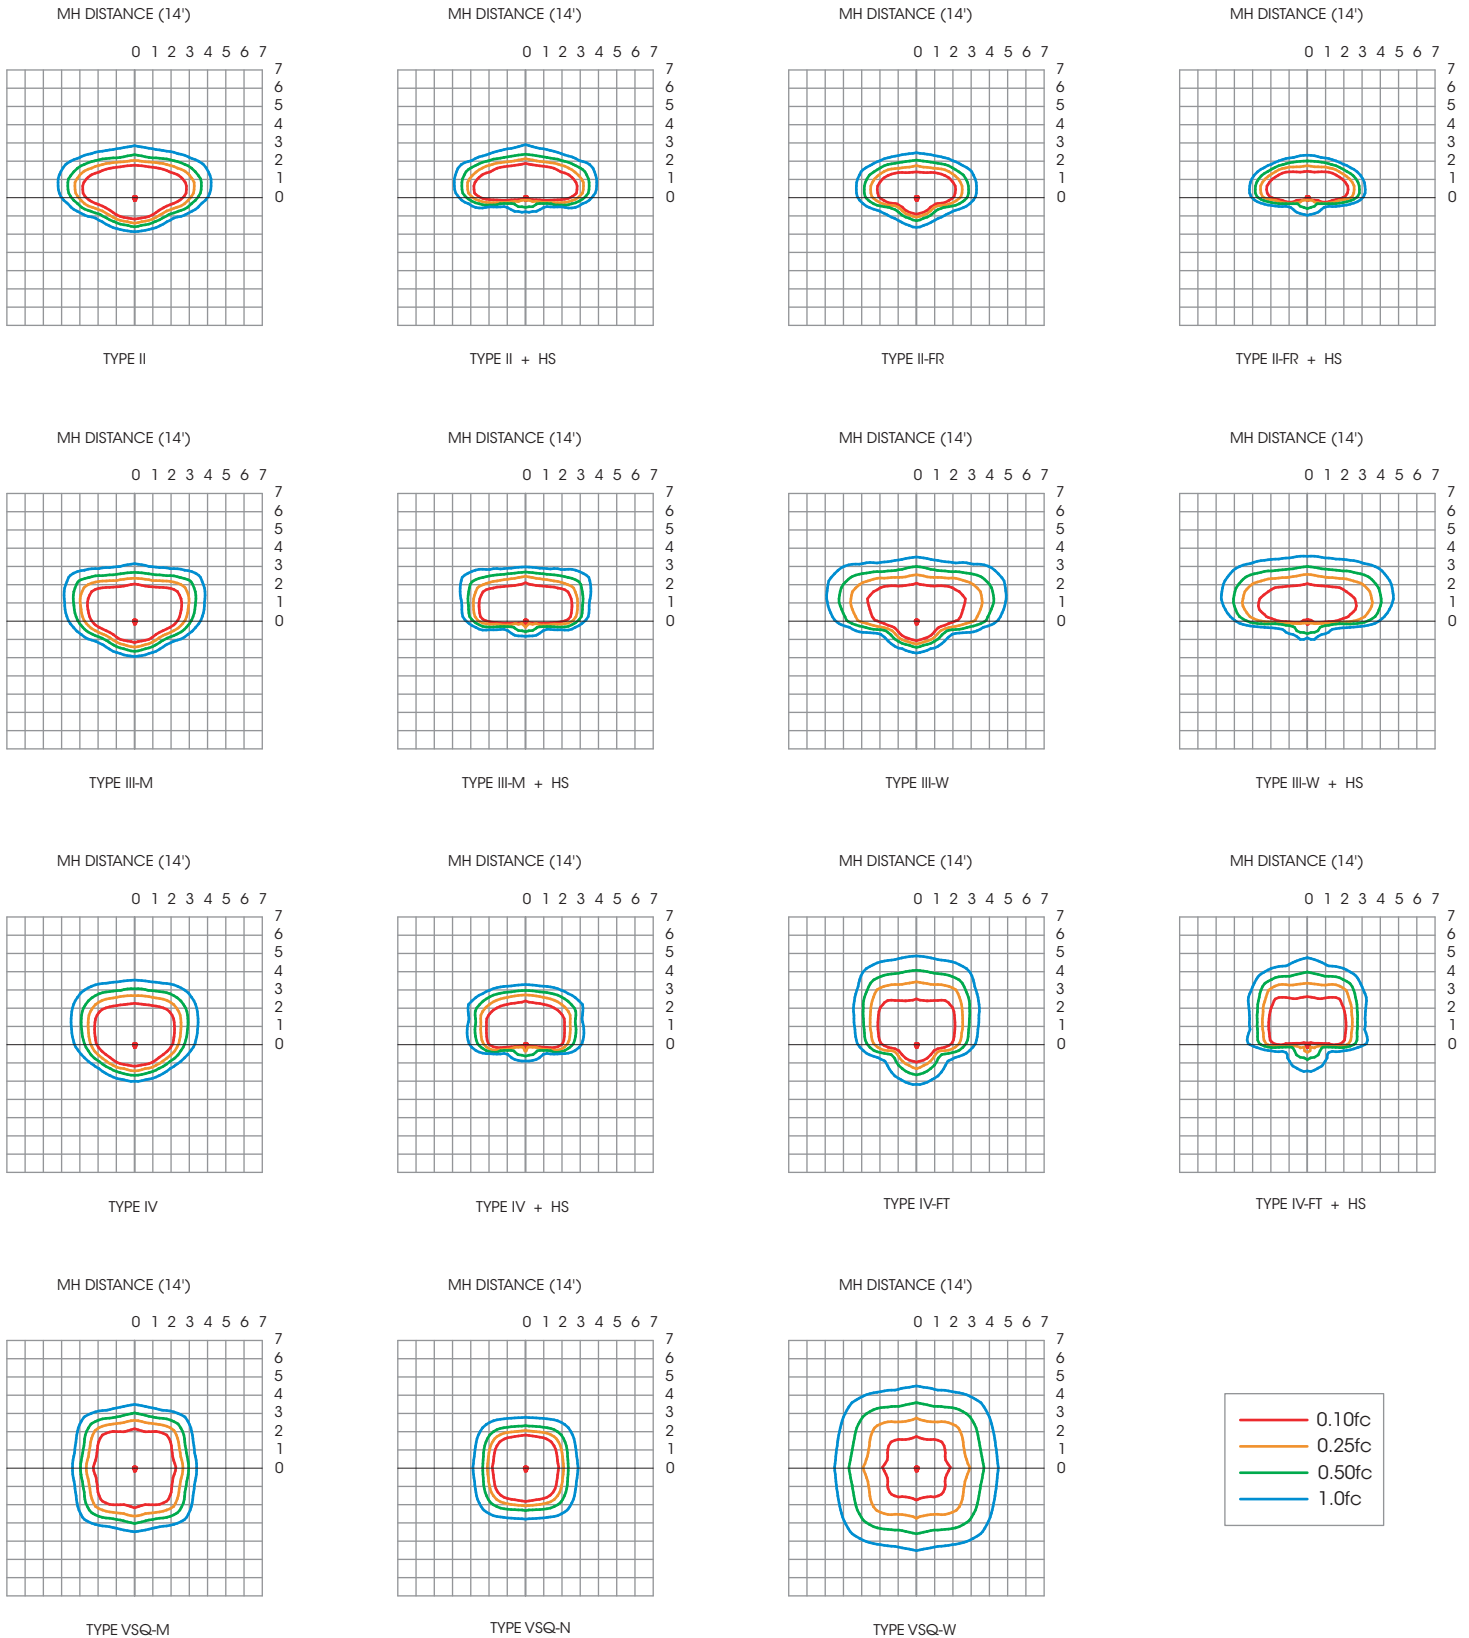 MH DISTANCE (14') MH DISTANCE (14') MH DISTANCE (14') MH DISTANCE (14')
0 1 2 3 4 5 6 7 0 1 2 3 4 5 6 7 0 1 2 3 4 5 6 7 0 1 2 3 4 5 6 7
7 7 7 7
6 6 6 6
5 5 5 5
4 4 4 4
3 3 3 3
2 2 2 2
1 1 1 1
0 0 0 0
TYPE II TYPE II + HS TYPE II-FR TYPE II-FR + HS
MH DISTANCE (14') MH DISTANCE (14') MH DISTANCE (14') MH DISTANCE (14')
0 1 2 3 4 5 6 7 0 1 2 3 4 5 6 7 0 1 2 3 4 5 6 7 0 1 2 3 4 5 6 7
7 7 7 7
6 6 6 6
5 5 5 5
4 4 4 4
3 3 3 3
2 2 2 2
1 1 1 1
0 0 0 0
TYPE III-M TYPE III-M + HS TYPE III-W TYPE III-W + HS
MH DISTANCE (14') MH DISTANCE (14') MH DISTANCE (14') MH DISTANCE (14')
0 1 2 3 4 5 6 7 0 1 2 3 4 5 6 7 0 1 2 3 4 5 6 7 0 1 2 3 4 5 6 7
7 7 7 7
6 6 6 6
5 5 5 5
4 4 4 4
3 3 3 3
2 2 2 2
1 1 1 1
0 0 0 0
TYPE IV TYPE IV + HS TYPE IV-FT TYPE IV-FT + HS
MH DISTANCE (14') MH DISTANCE (14') MH DISTANCE (14')
0 1 2 3 4 5 6 7 0 1 2 3 4 5 6 7 0 1 2 3 4 5 6 7
7 7 7
6 6 6
5 5 5
4 4 4
3 3 3
2 2 2
1 1 1
0 0 0
0.10fc
0.25fc
0.50fc
1.0fc
TYPE VSQ-M TYPE VSQ-N TYPE VSQ-W